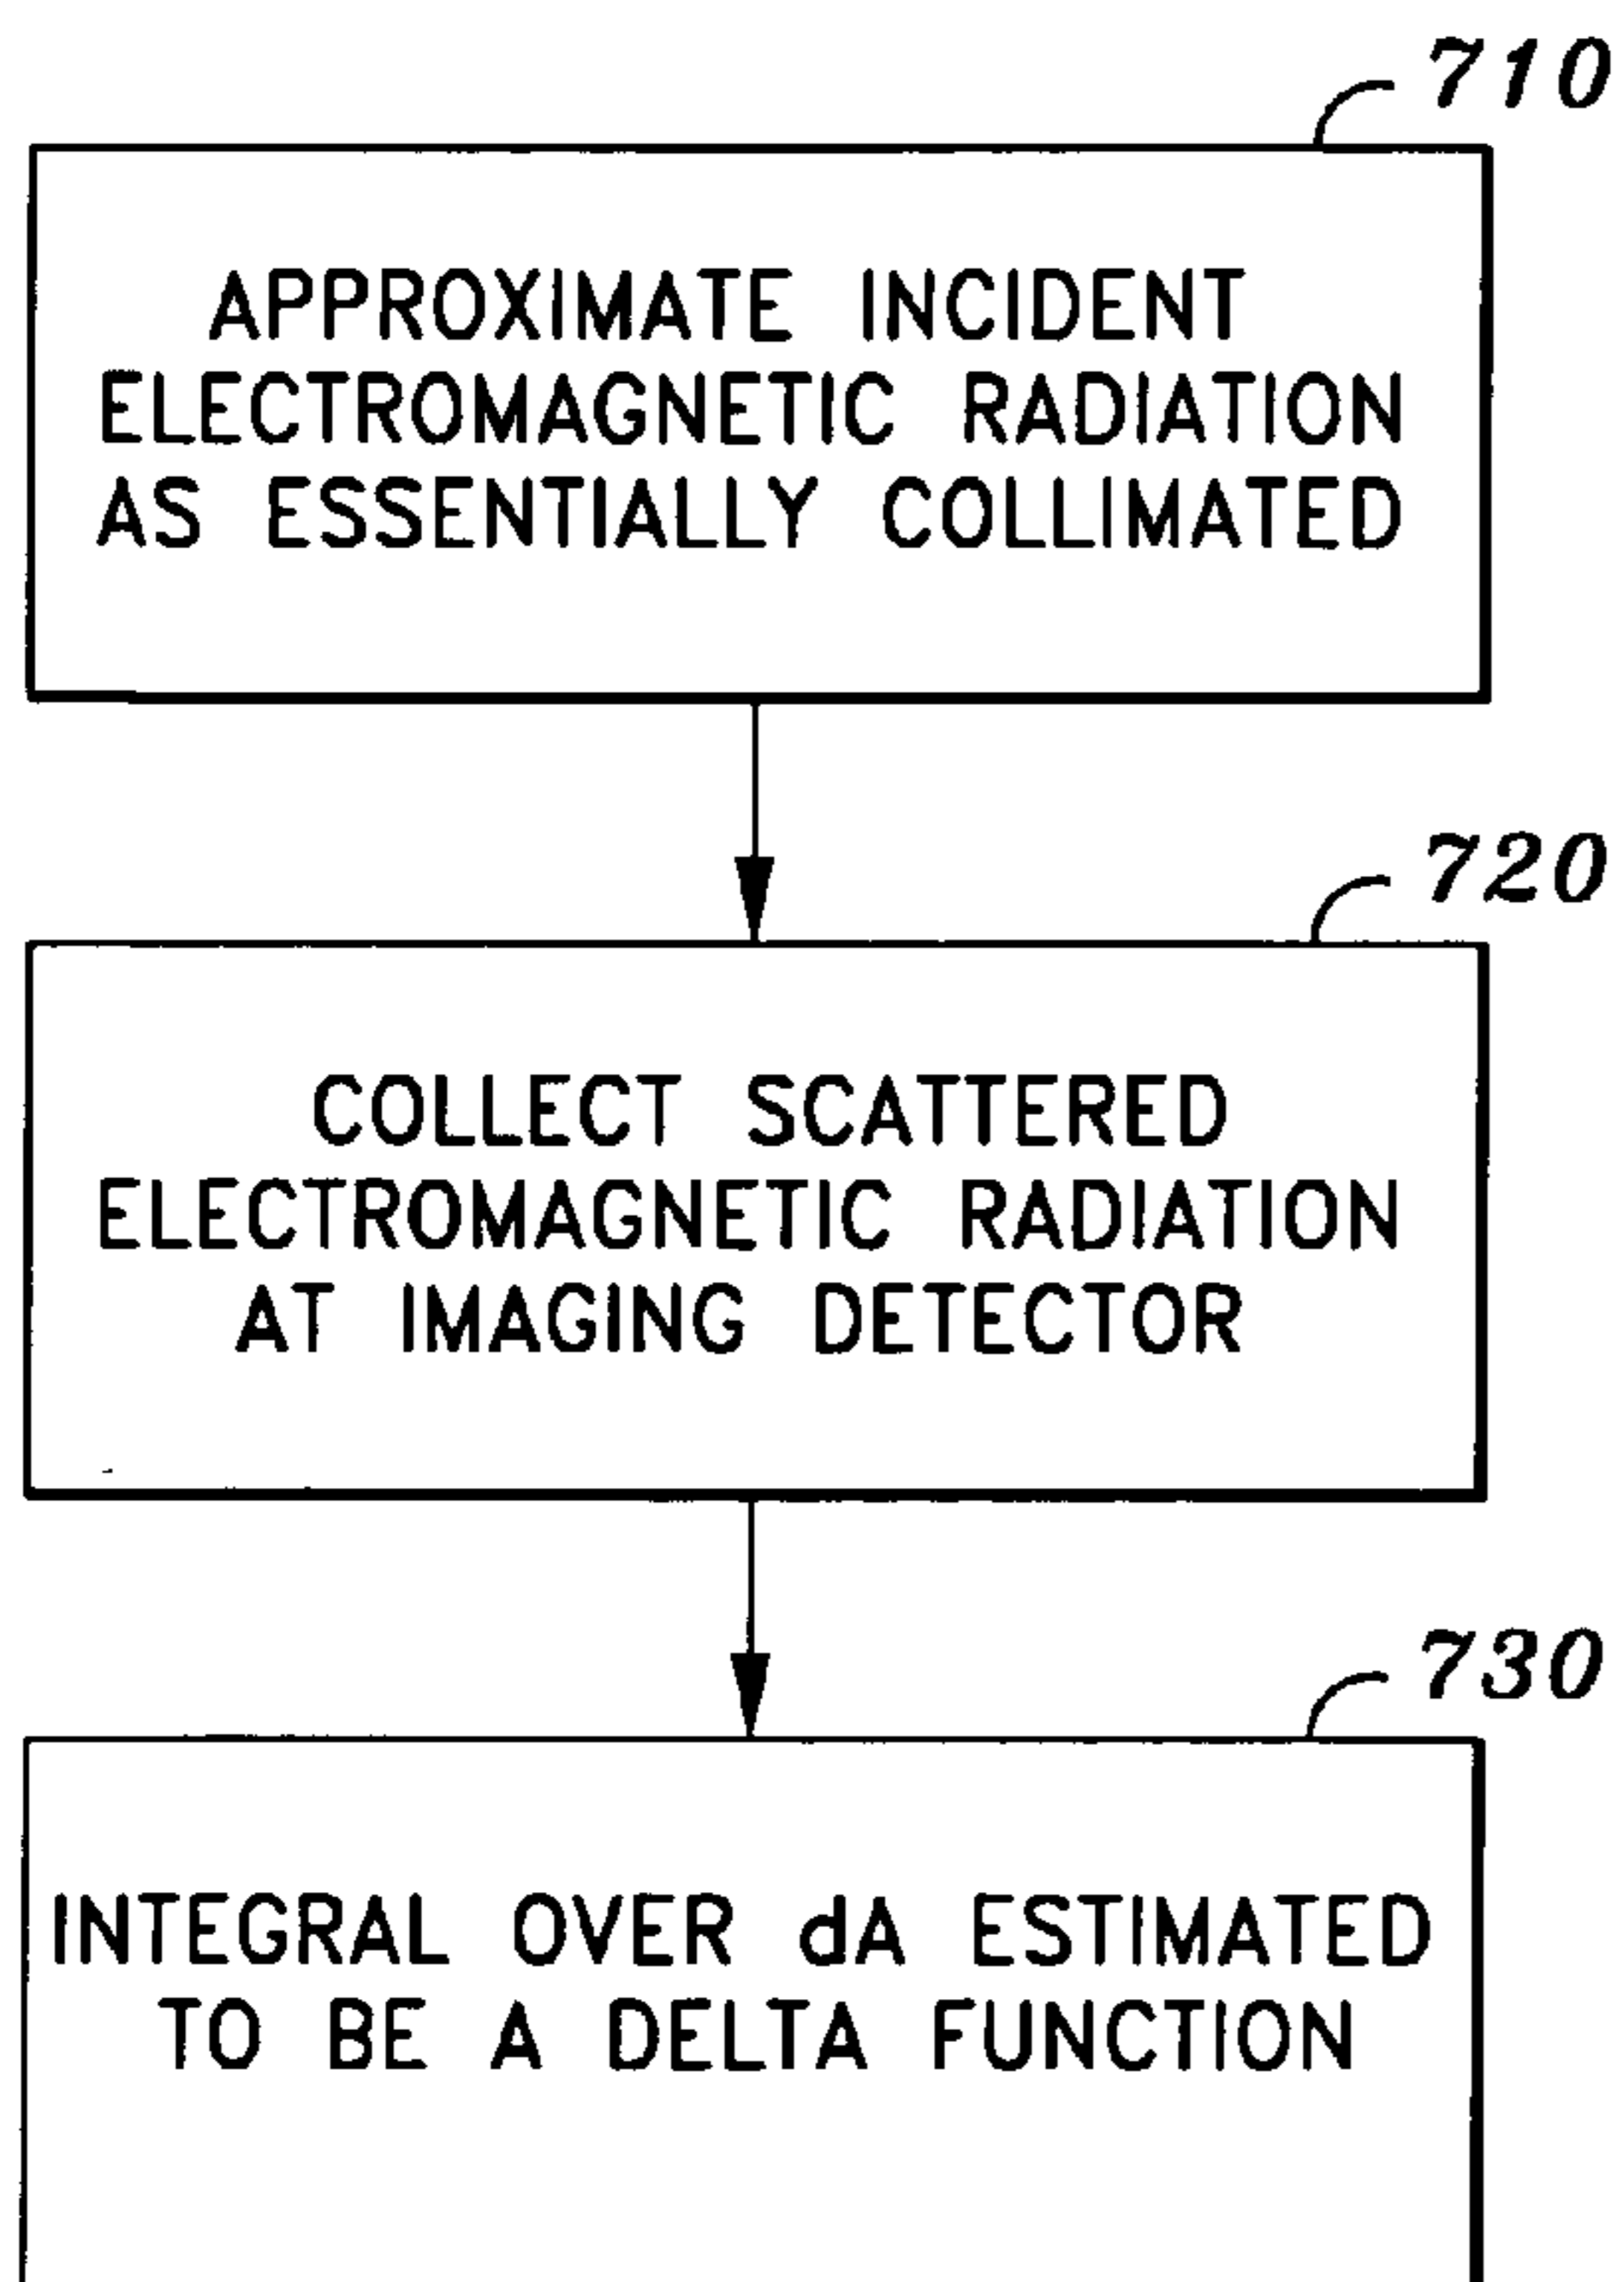 710
APPROXIMATE INCIDENT
ELECTROMAGNETIC RADIATION
AS ESSENTIALLY COLLIMATED
720
COLLECT SCATTERED
ELECTROMAGNETIC RADIATION
AT IMAGING DETECTOR
730
INTEGRAL OVER dA ESTIMATED
TO BE A DELTA FUNCTION